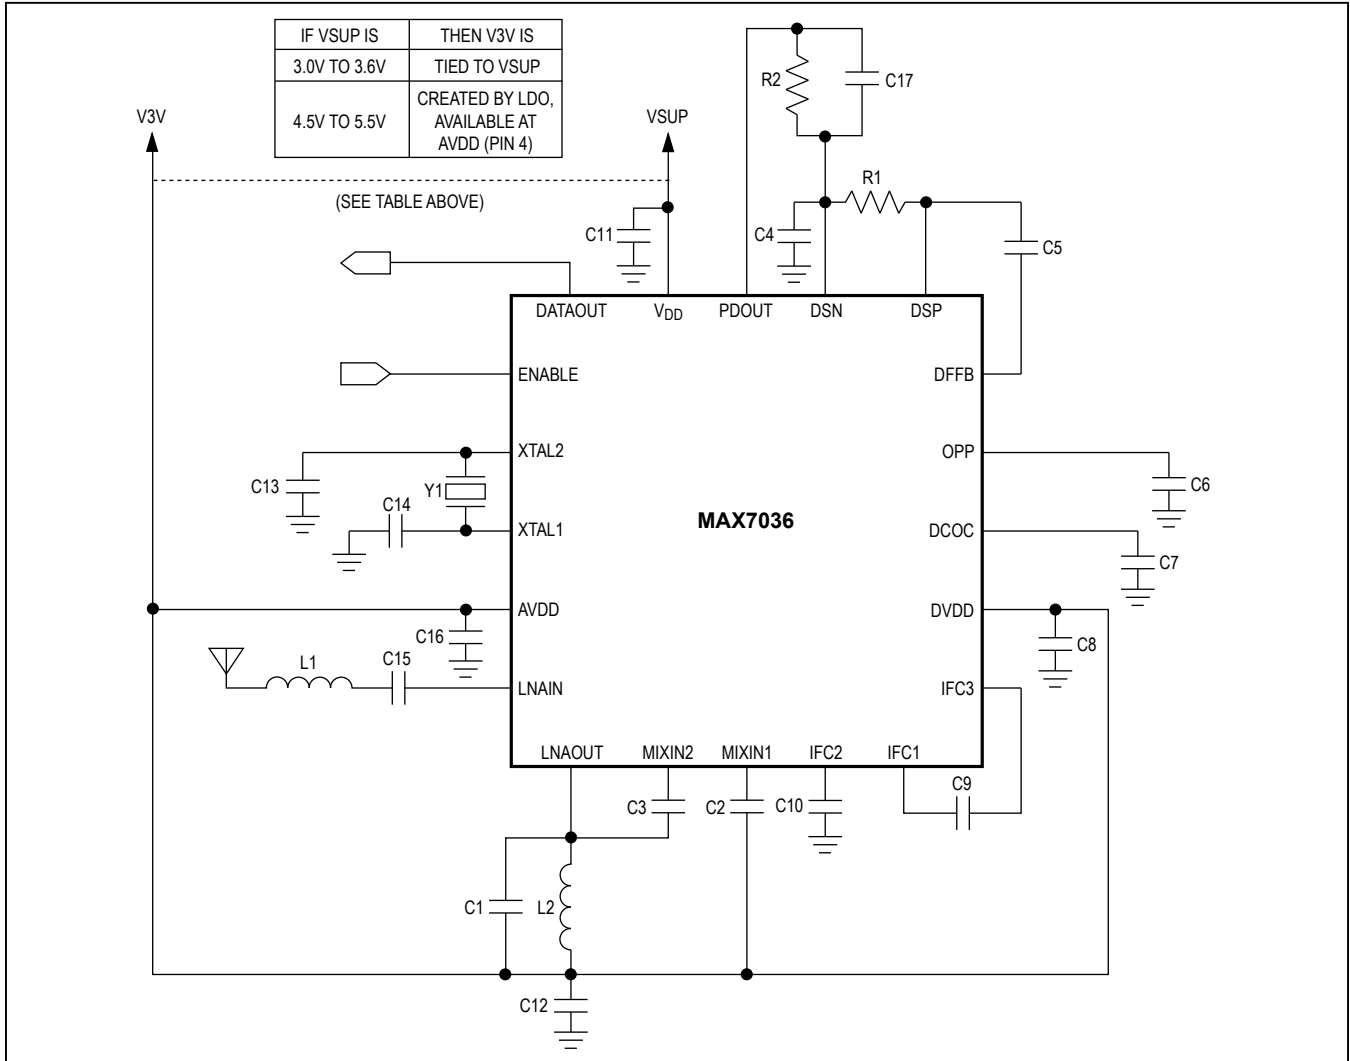 IF VSUP IS THEN V3V IS
3.0V TO 3.6V TIED TO VSUP
4.5V TO 5.5V CREATED BY LDO,
AVAILABLE AT
AVDD (PIN 4)
V3V
VSUP
(SEE TABLE ABOVE)
R2
C17
R1
C11
C4
C5
DATAOUT
VDD
PDOUT
DSN
DSP
ENABLE
DFFB
XTAL2
OPP
C13
Y1
C14
C6
MAX7036
XTAL1
DCOC
C7
AVDD
DVDD
C16
C8
L1
C15
LNAIN
IFC3
LNAOUT
MIXIN2
MIXIN1
IFC2
IFC1
C3
C2
C10
C9
C1
L2
C12